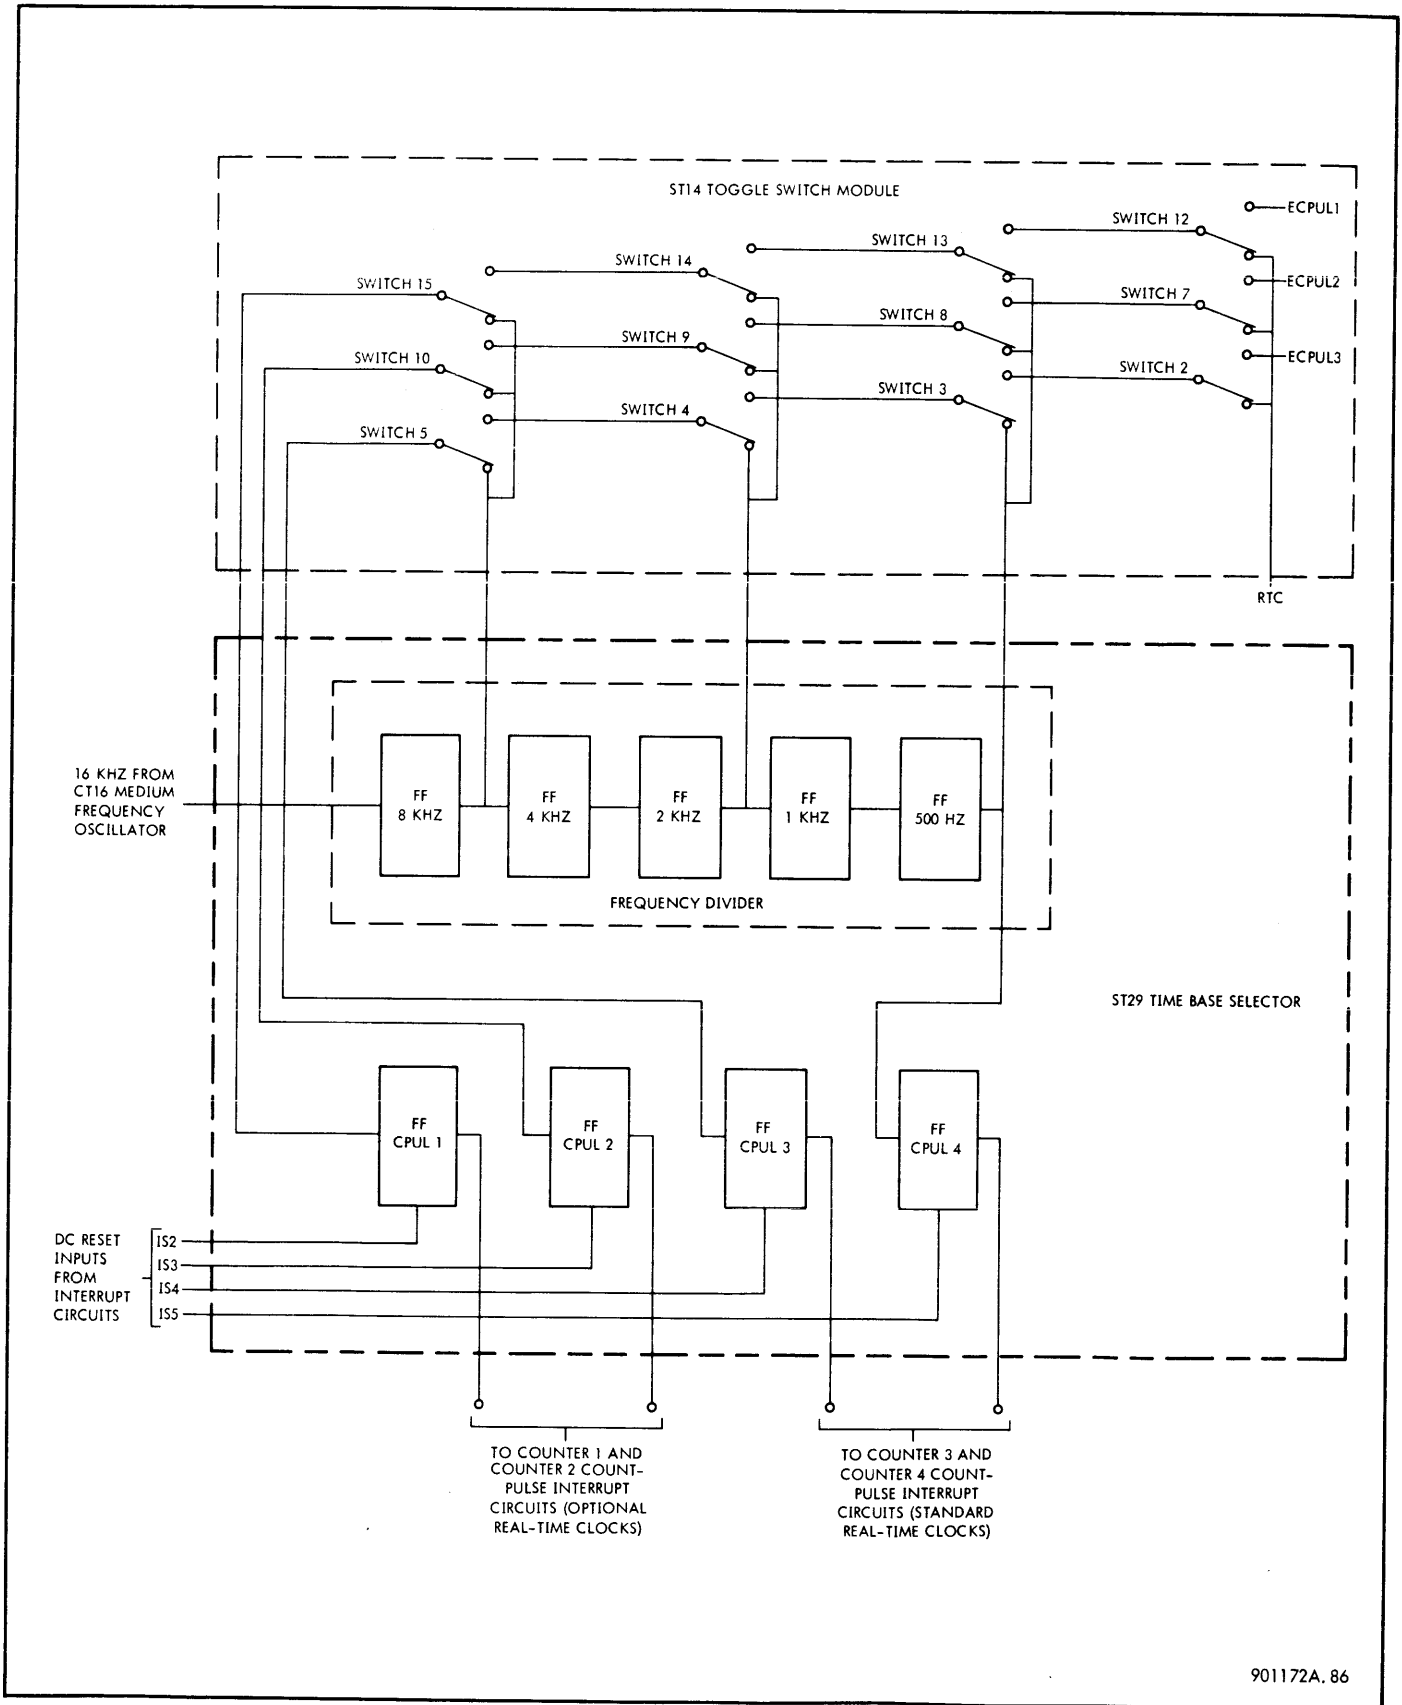 ST14 TOGGLE SWITCH MODULE
ECPUL1
SWITCH 12
SWITCH 13
SWITCH 14
SWITCH 15
ECPUL2
SWITCH 7
SWITCH 8
SWITCH 9
SWITCH 10
ECPUL3
SWITCH 2
SWITCH 3
SWITCH 4
SWITCH 5
RTC
16 KHZ FROM
CT16 MEDIUM
FREQUENCY
OSCILLATOR
FF
8 KHZ
FF
4 KHZ
FF
2 KHZ
FF
1 KHZ
FF
500 HZ
FREQUENCY DIVIDER
ST29 TIME BASE SELECTOR
FF
CPUL 1
FF
CPUL 2
FF
CPUL 3
FF
CPUL 4
DC RESET
INPUTS
FROM
INTERRUPT
CIRCUITS
IS2
IS3
IS4
IS5
TO COUNTER 1 AND
COUNTER 2 COUNT-
PULSE INTERRUPT
CIRCUITS (OPTIONAL
REAL-TIME CLOCKS)
TO COUNTER 3 AND
COUNTER 4 COUNT-
PULSE INTERRUPT
CIRCUITS (STANDARD
REAL-TIME CLOCKS)
901172A. 86